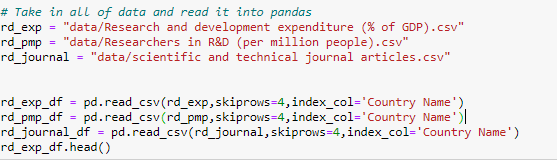 # Take in all of data and read it into pandas
rd_exp = "data/Research and development expenditure (% of GDP).csv"
rd_pmp = "data/Researchers in R&D (per million people).csv"
rd_journal = "data/scientific and technical journal articles.csv"
rd_exp_df = pd.read_csv(rd_exp,skiprows=4,index_col='Country Name')
rd_pmp_df = pd.read_csv(rd_pmp,skiprows=4,index_col='Country Name')
rd_journal_df = pd.read_csv(rd_journal,skiprows=4,index_col='Country Name')
rd_exp_df.head()